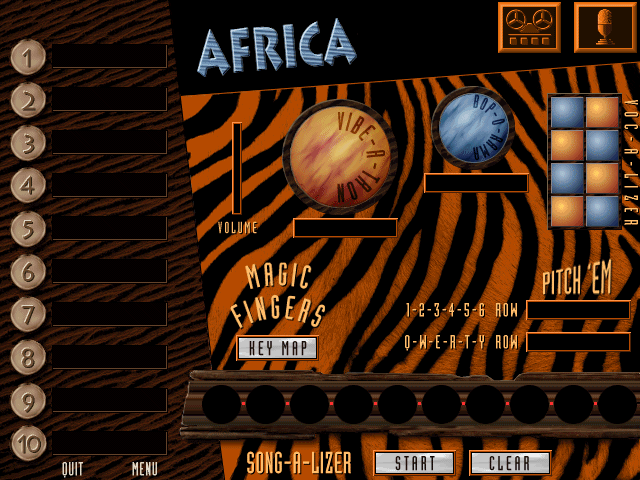 AFRICA
1
2
3
4
5
6
7
8
9
10
QUIT
MENU
VOLUME
VIBE-A-TRON
BOP-O-RAMA
VOC-A-LIZER
MAGIC
FINGERS
KEY MAP
PITCH 'EM
1-2-3-4-5-6 ROW
Q-W-E-R-T-Y ROW
SONG-A-LIZER
START
CLEAR